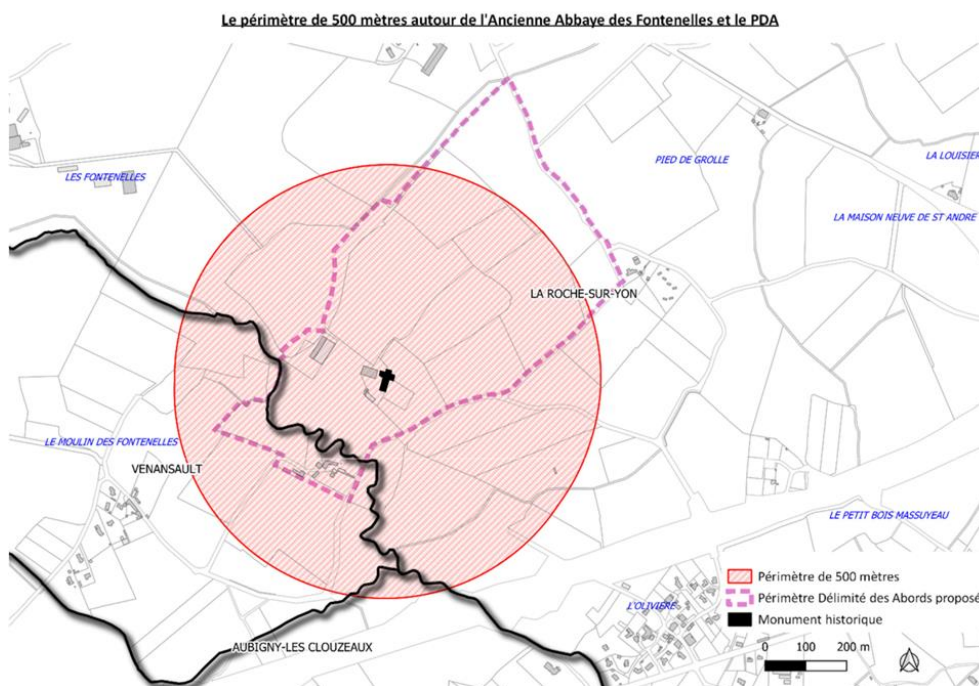 Le périmètre de 500 mètres autour de l'Ancienne Abbaye des Fontenelles et le PDA
PIED DE GROLLE
LA LOUISIER
LES FONTENELLES
LA MAISON NEUVE DE ST ANDRE
LA ROCHE-SUR-YON
LE MOULIN DES FONTENELLES
VENANSAULT
LE PETIT BOIS MASSUYEAU
L'OLIVIERE
AUBIGNY-LES CLOUZEAUX
Périmètre de 500 mètres
Périmètre Délimité des Abords proposé
Monument historique
0 100 200 m